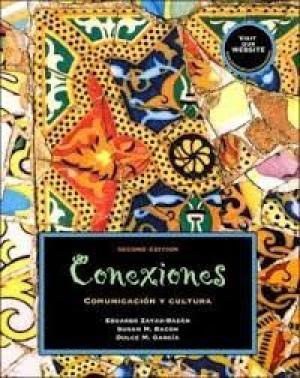 VISIT
OUR
WEBSITE
SECOND EDITION
Conexiones
COMUNICACIÓN Y CULTURA
EDUARDO ZAYAS-BAZÁN
SUSAN M. BACON
DULCE M. GARCÍA